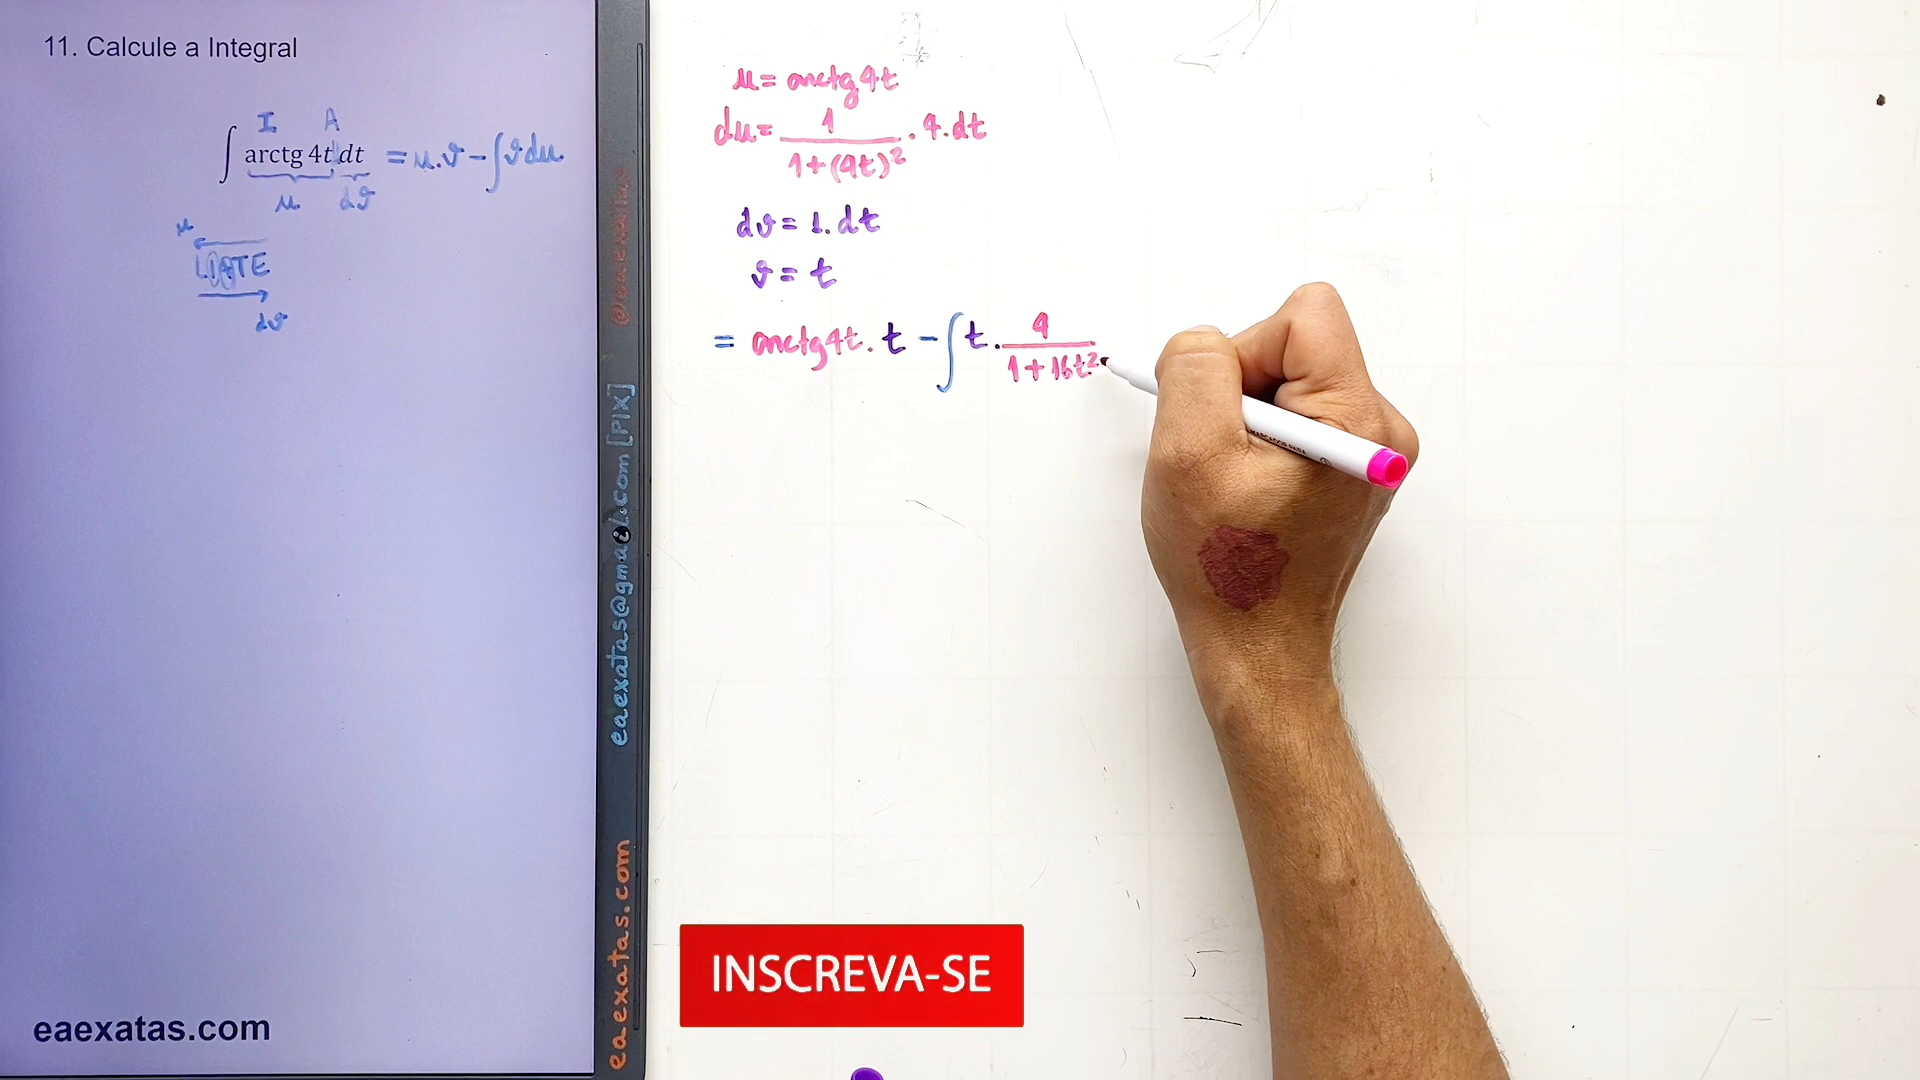 11. Calcule a Integral
I A
∫ arctg 4t dt = u.v - ∫ v du
u dv
u
LIATE
dv
eaexatas.com
@eaexatas
eaexatas@gmail.com [PIX]
eaexatas.com
u = arctg 4t
du = 1/(1+(4t)²) . 4.dt
dv = 1.dt
v = t
= arctg4t. t - ∫ t . 4/(1+16t²)
INSCREVA-SE